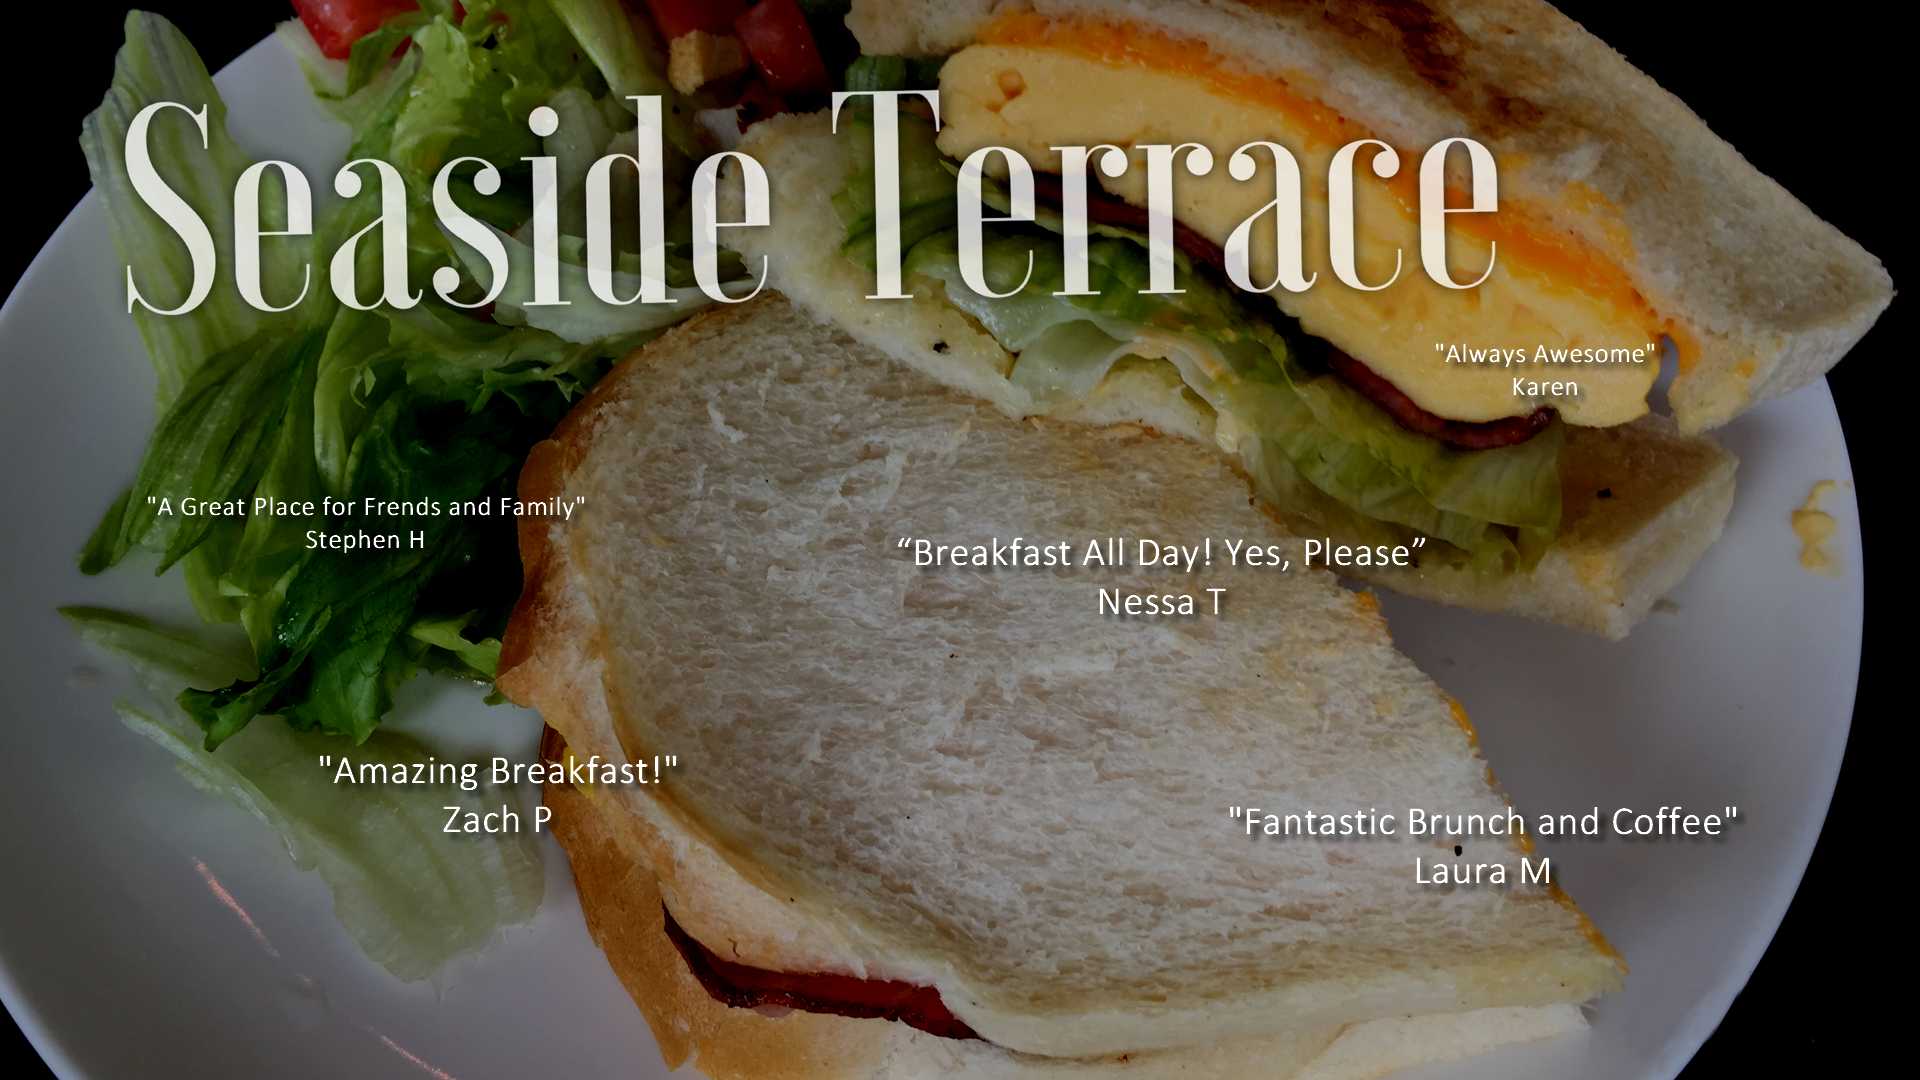 Seaside Terrace
"Always Awesome"
Karen
"A Great Place for Frends and Family"
Stephen H
“Breakfast All Day! Yes, Please”
Nessa T
"Amazing Breakfast!"
Zach P
"Fantastic Brunch and Coffee"
Laura M